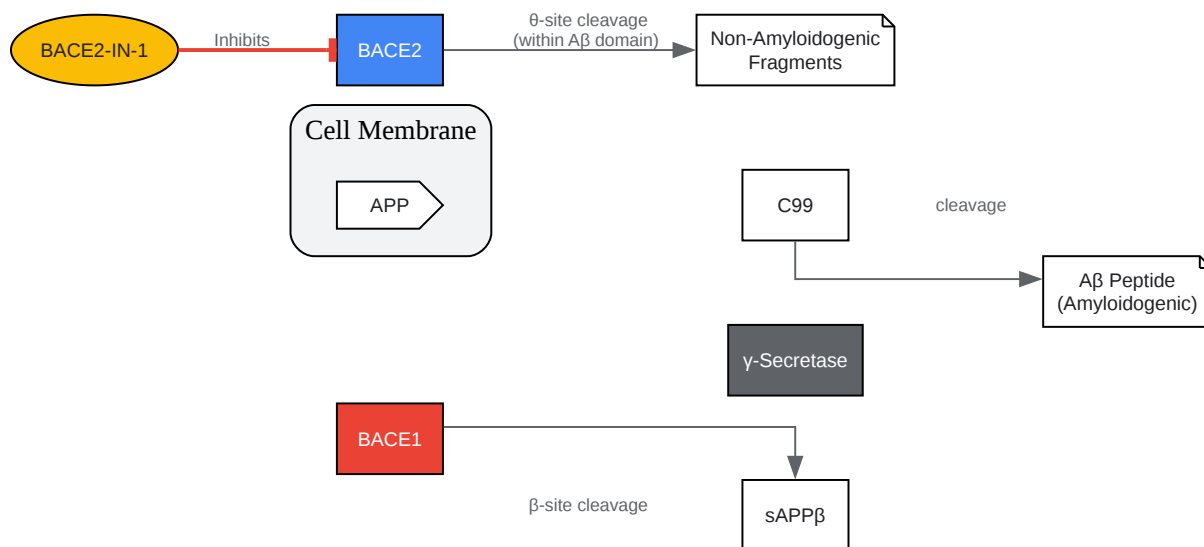 BACE2-IN-1
Inhibits
BACE2
θ-site cleavage
(within Aβ domain)
Non-Amyloidogenic
Fragments
Cell Membrane
APP
C99
cleavage
Aβ Peptide
(Amyloidogenic)
γ-Secretase
BACE1
β-site cleavage
sAPPβ